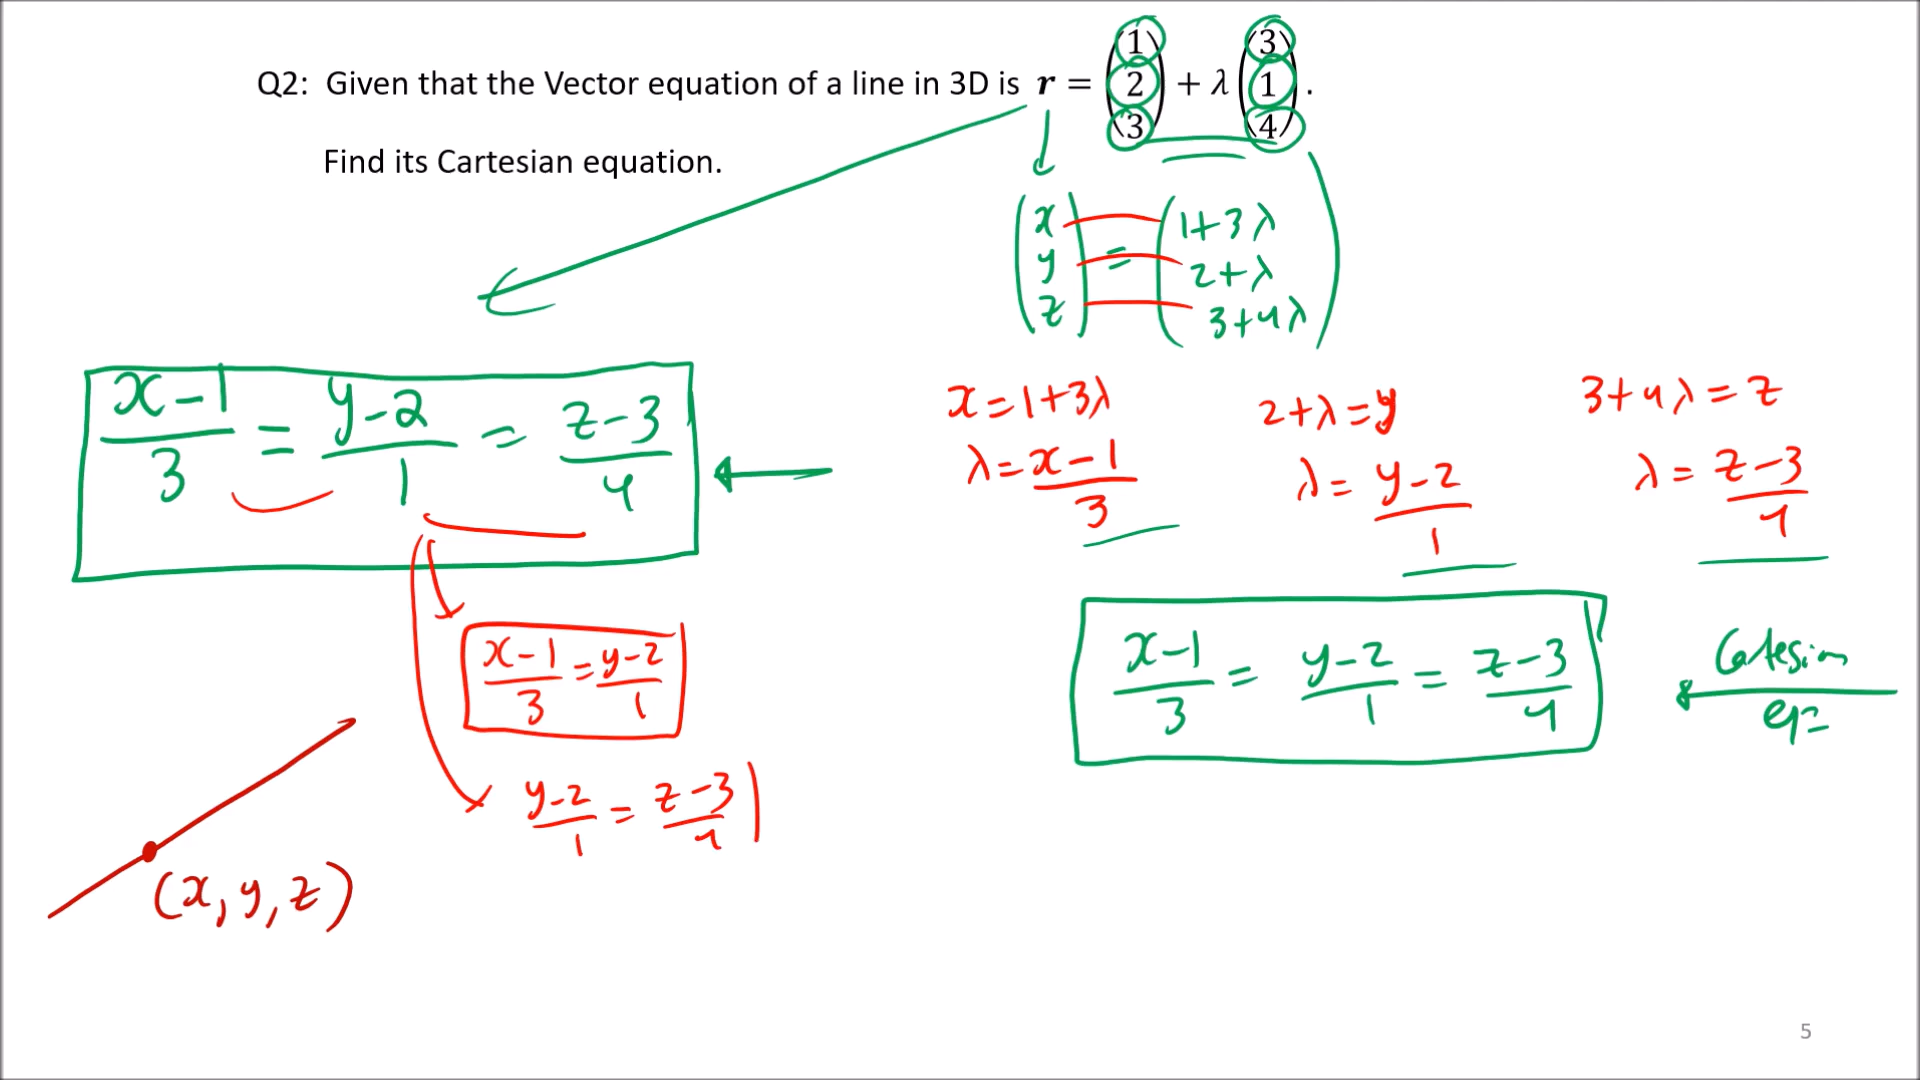 Q2: Given that the Vector equation of a line in 3D is r = (1 2 3) + λ (3 1 4).
Find its Cartesian equation.
(x y z) = (1+3λ 2+λ 3+4λ)
(x-1)/3 = (y-2)/1 = (z-3)/4
x=1+3λ
λ=(x-1)/3
2+λ=y
λ=(y-2)/1
3+4λ=z
λ=(z-3)/4
(x-1)/3 = (y-2)/1 = (z-3)/4
Catesian
eq=
(x-1)/3 = (y-2)/1
(y-2)/1 = (z-3)/4
(x, y, z)
5